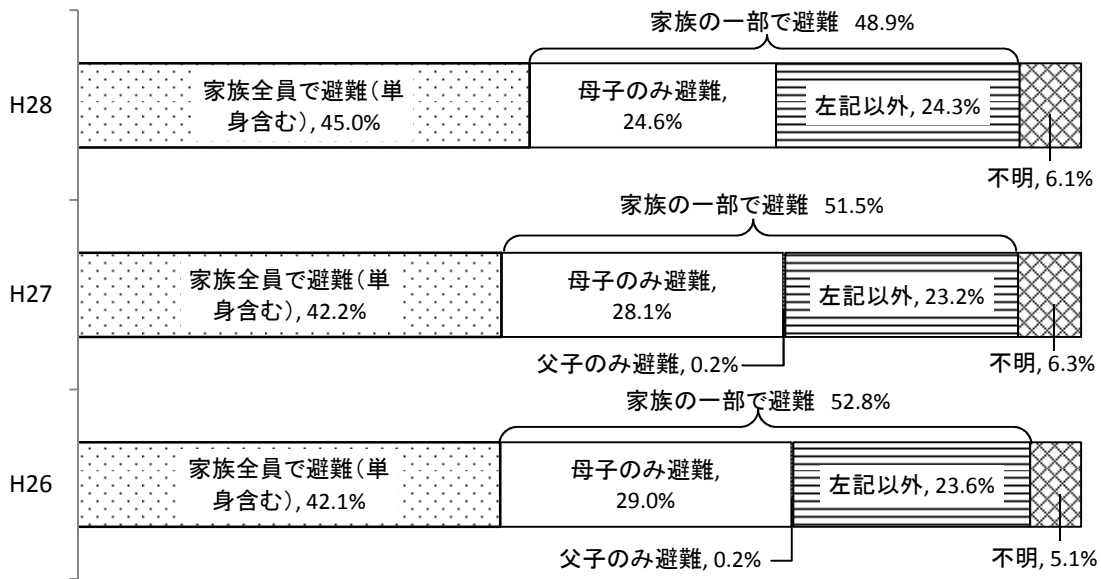 家族の一部で避難 48.9%
H28
家族全員で避難(単
身含む), 45.0%
母子のみ避難,
24.6%
左記以外, 24.3%
不明, 6.1%
家族の一部で避難 51.5%
H27
家族全員で避難(単
身含む), 42.2%
母子のみ避難,
28.1%
左記以外, 23.2%
父子のみ避難, 0.2%
不明, 6.3%
家族の一部で避難 52.8%
H26
家族全員で避難(単
身含む), 42.1%
母子のみ避難,
29.0%
左記以外, 23.6%
父子のみ避難, 0.2%
不明, 5.1%